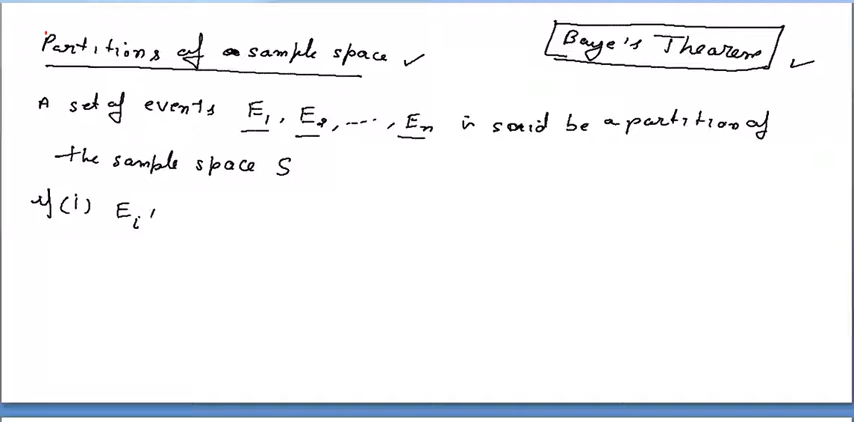 Partitions of a sample space ✓
Baye's Theorem ✓
A set of events E₁, E₂, ..., Eₙ is said be a partition of
the sample space S
if (i) Eᵢ